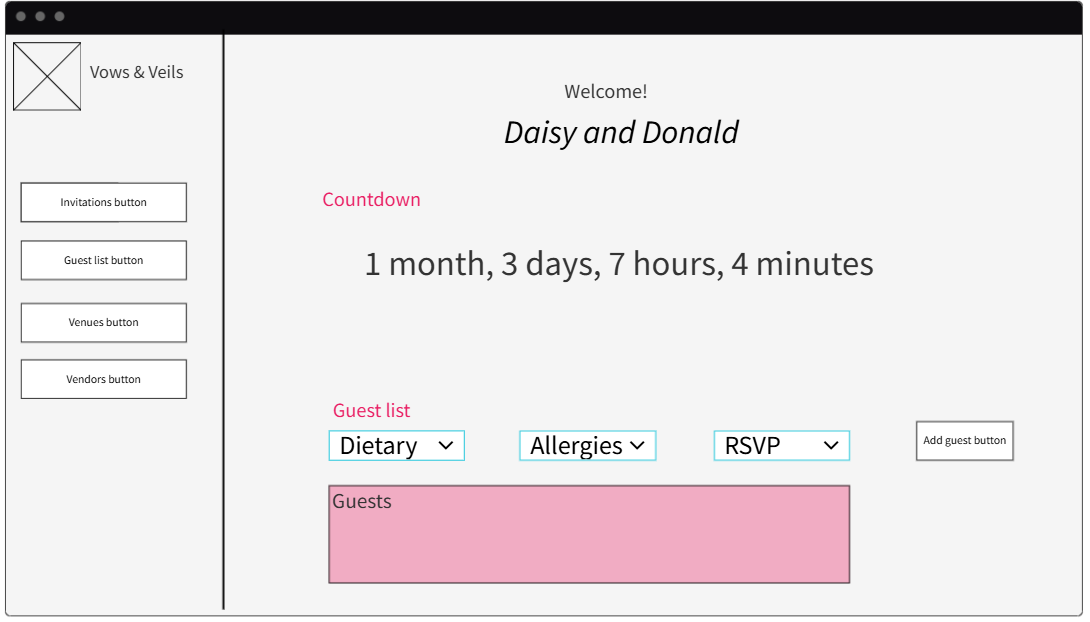 Vows & Veils
Invitations button
Guest list button
Venues button
Vendors button
Welcome!
Daisy and Donald
Countdown
1 month, 3 days, 7 hours, 4 minutes
Guest list
Dietary
Allergies
RSVP
Add guest button
Guests